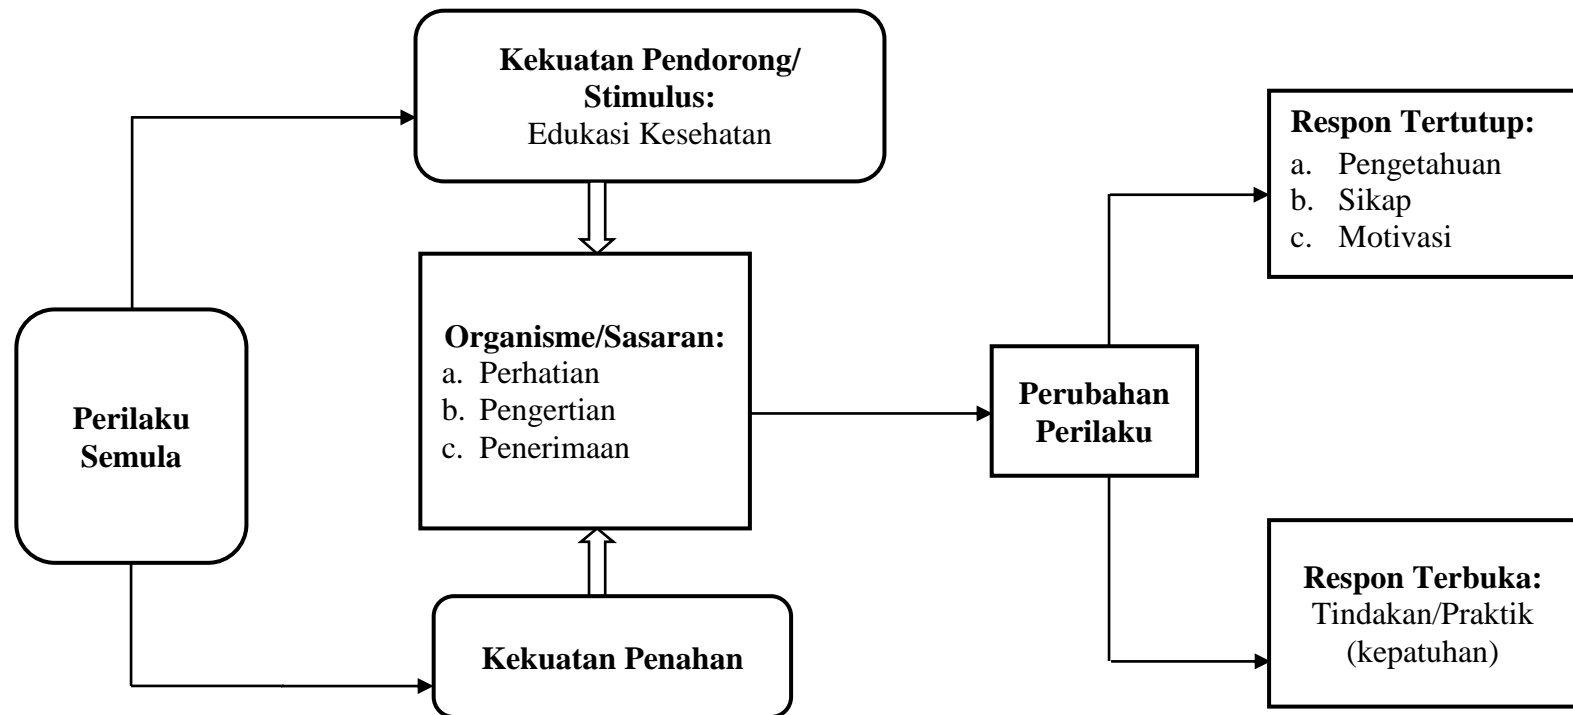 Perilaku
Semula
Kekuatan Pendorong/
Stimulus:
Edukasi Kesehatan
Organisme/Sasaran:
a. Perhatian
b. Pengertian
c. Penerimaan
Kekuatan Penahan
Perubahan
Perilaku
Respon Tertutup:
a. Pengetahuan
b. Sikap
c. Motivasi
Respon Terbuka:
Tindakan/Praktik
(kepatuhan)